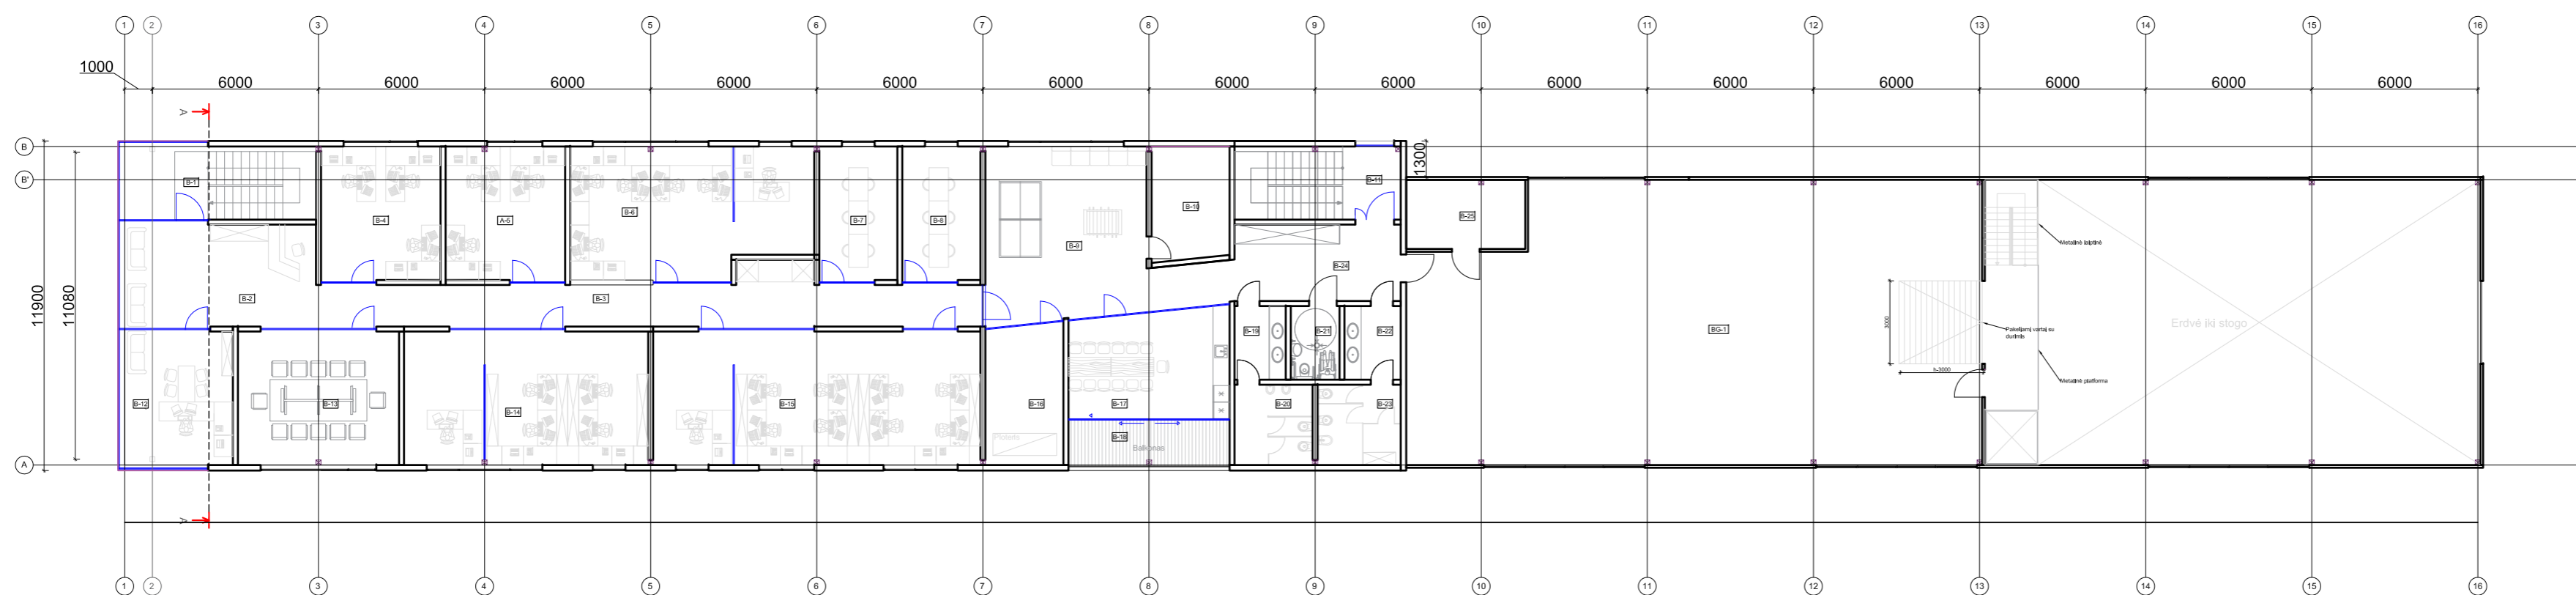 1 2 3 4 5 6 7 8 9 10 11 12 13 14 15 16
1000
6000 6000 6000 6000 6000 6000 6000 6000 6000 6000 6000 6000 6000 6000
A
B
B'
1300
B-1
B-11
B-4
A-5
B-6
B-7
B-8
B-9
B-10
B-25
Metalinė laiptinė
B-2
B-3
B-24
11900
11080
3000
BG-1
Pakeliami vartai su
durimis
Erdvė iki stogo
B-19
B-21
B-22
h-3000
Metalinė platforma
B-12
B-13
B-14
B-15
B-16
B-17
B-20
B-23
B-18
Balkonas
A
A
1 2 3 4 5 6 7 8 9 10 11 12 13 14 15 16